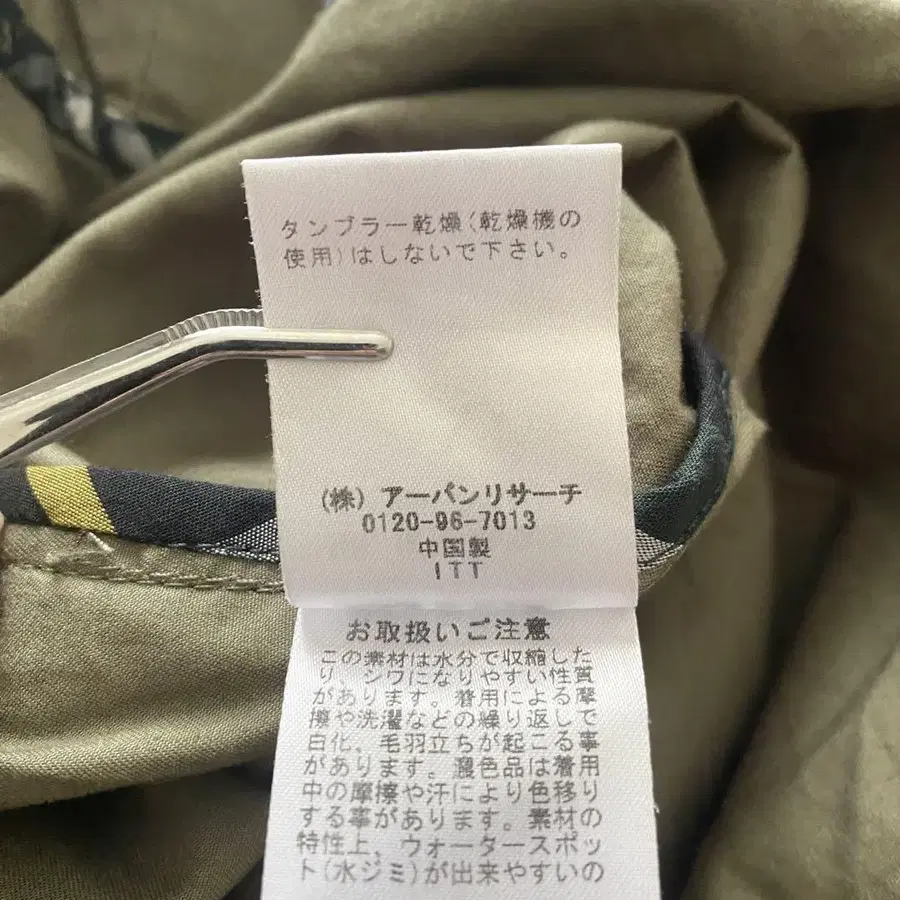 タンブラー乾燥(乾燥機の
使用)はしないで下さい。
(株) アーバンリサーチ
0120-96-7013
中国製
ITT
お取扱いご注意
この素材は水分で収縮した
り、シワになりやすい性質
があります。着用による摩
擦や洗濯などの繰り返しで
白化、毛羽立ちが起こる事
があります。濃色品は着用
中の摩擦や汗により色移り
する事があります。素材の
特性上、ウォータースポッ
ト(水ジミ)が出来やすいの